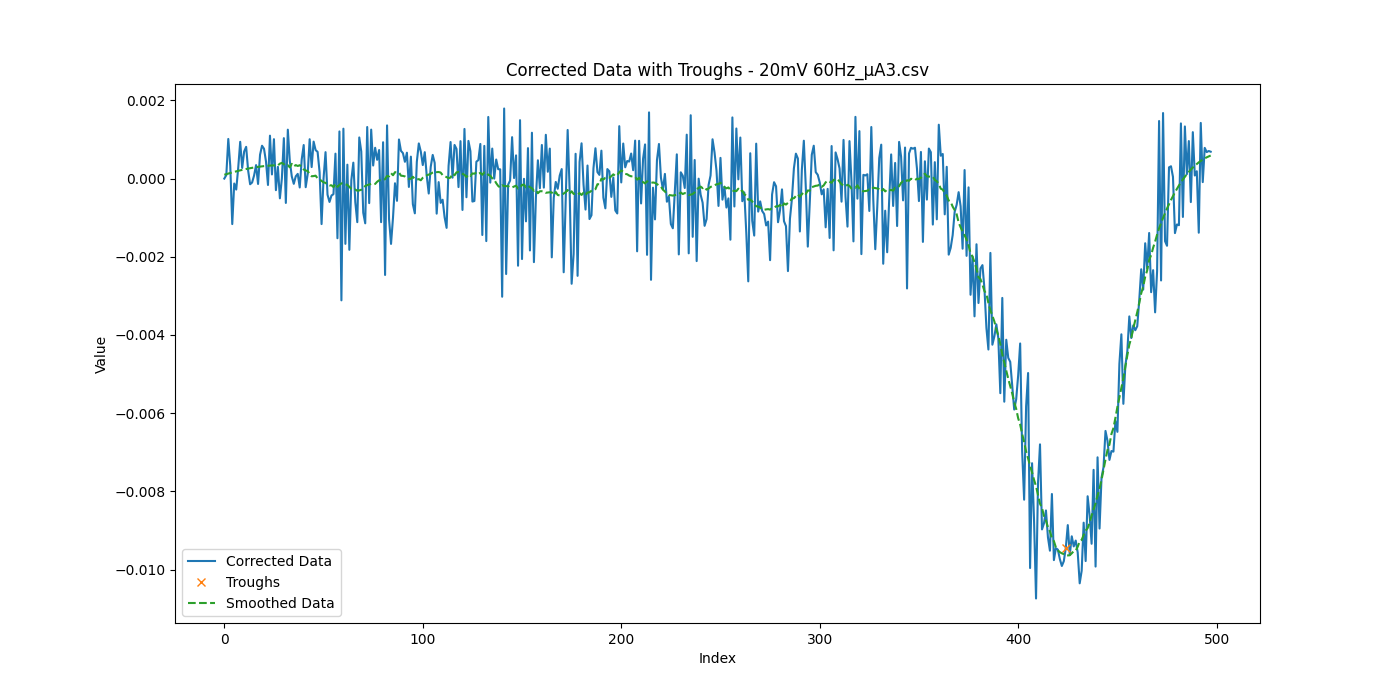 Corrected Data with Troughs - 20mV 60Hz_µA3.csv
0.002
0.000
−0.002
−0.004
−0.006
−0.008
−0.010
Value
Corrected Data
Troughs
Smoothed Data
0 100 200 300 400 500
Index